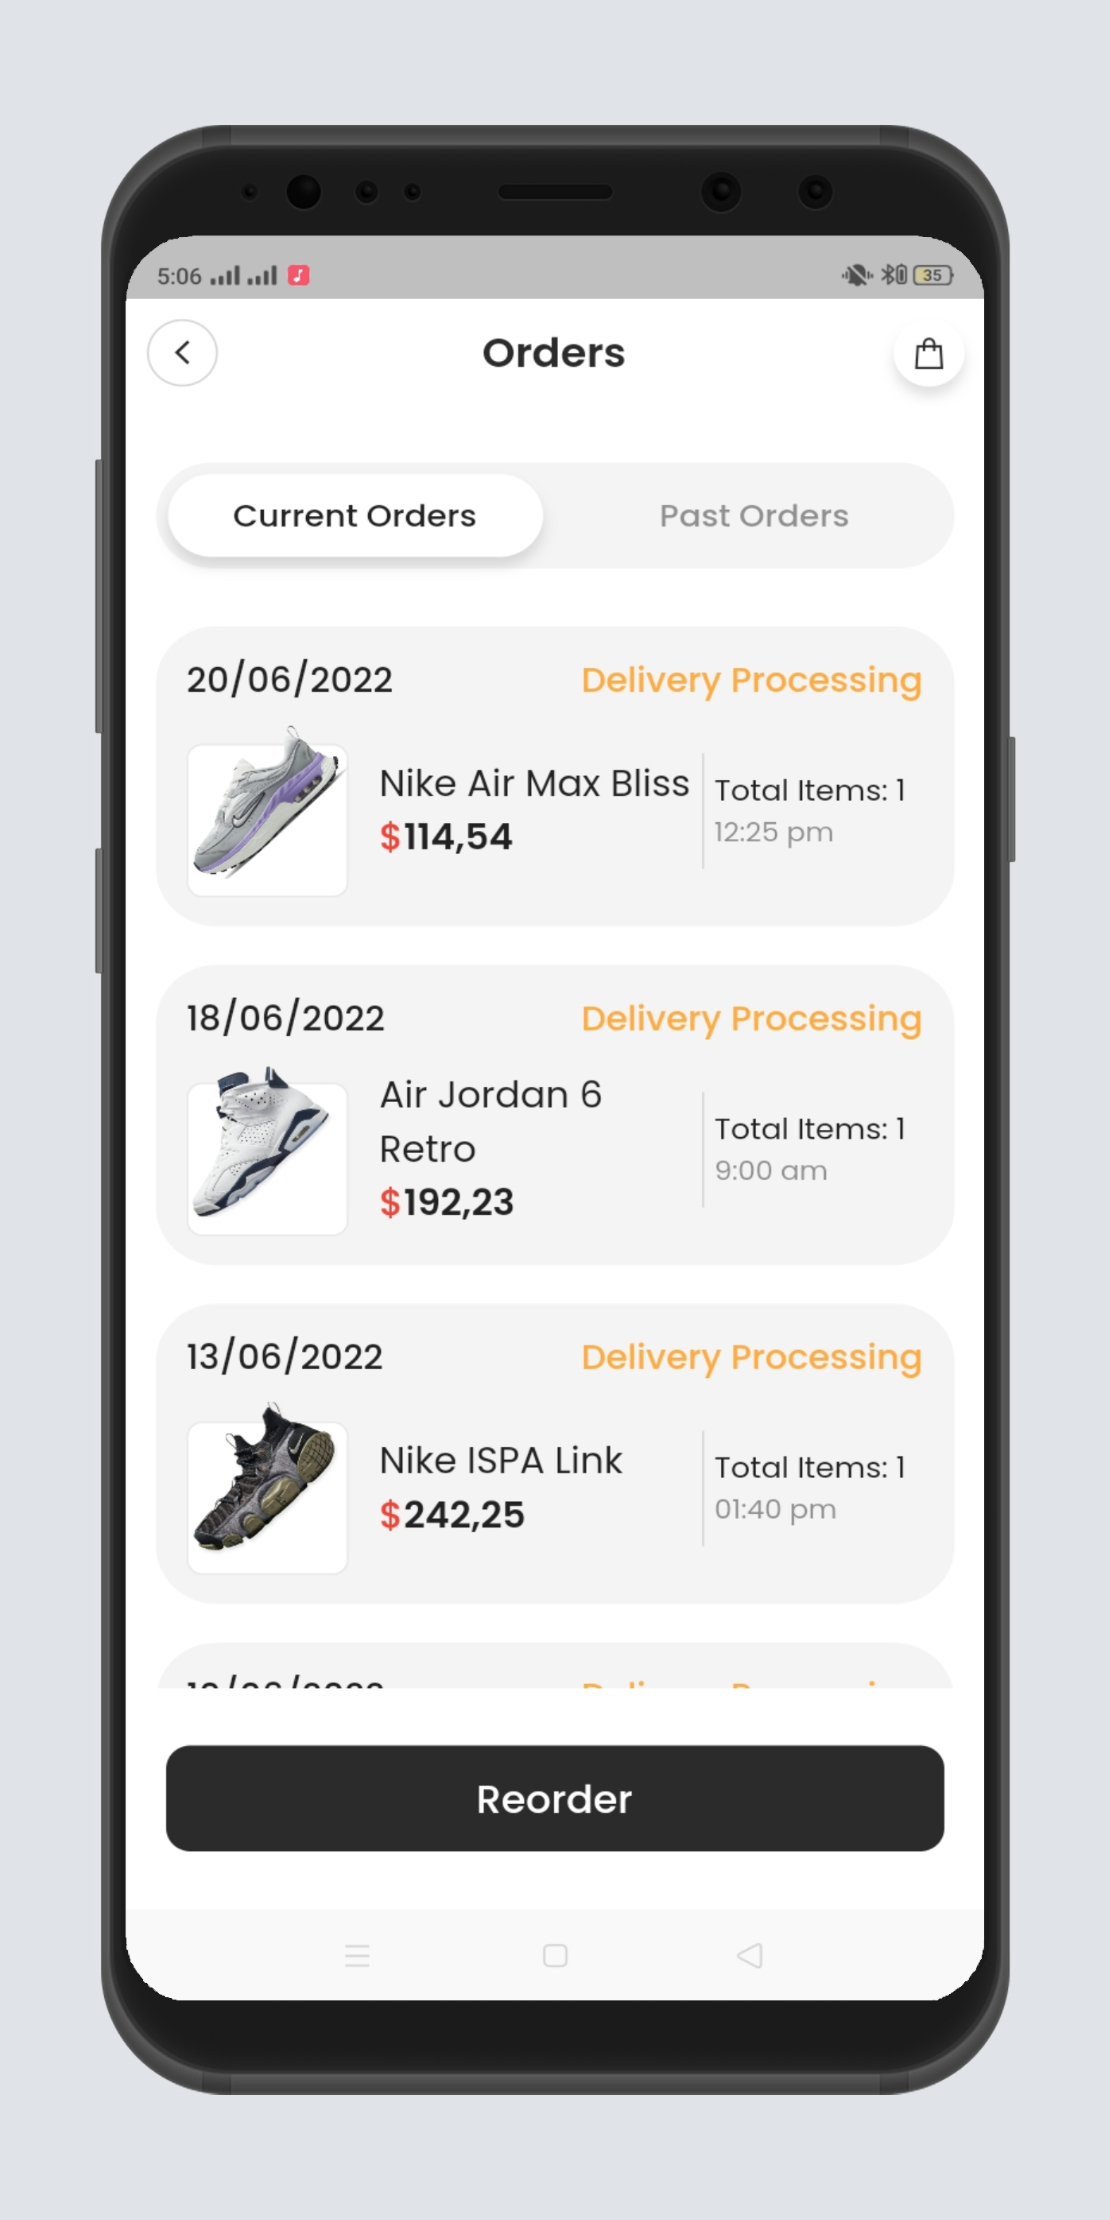 5:06
35
Orders
Current Orders
Past Orders
20/06/2022
Delivery Processing
Nike Air Max Bliss
$114,54
Total Items: 1
12:25 pm
18/06/2022
Delivery Processing
Air Jordan 6
Retro
$192,23
Total Items: 1
9:00 am
13/06/2022
Delivery Processing
Nike ISPA Link
$242,25
Total Items: 1
01:40 pm
Delivery Processing
Reorder